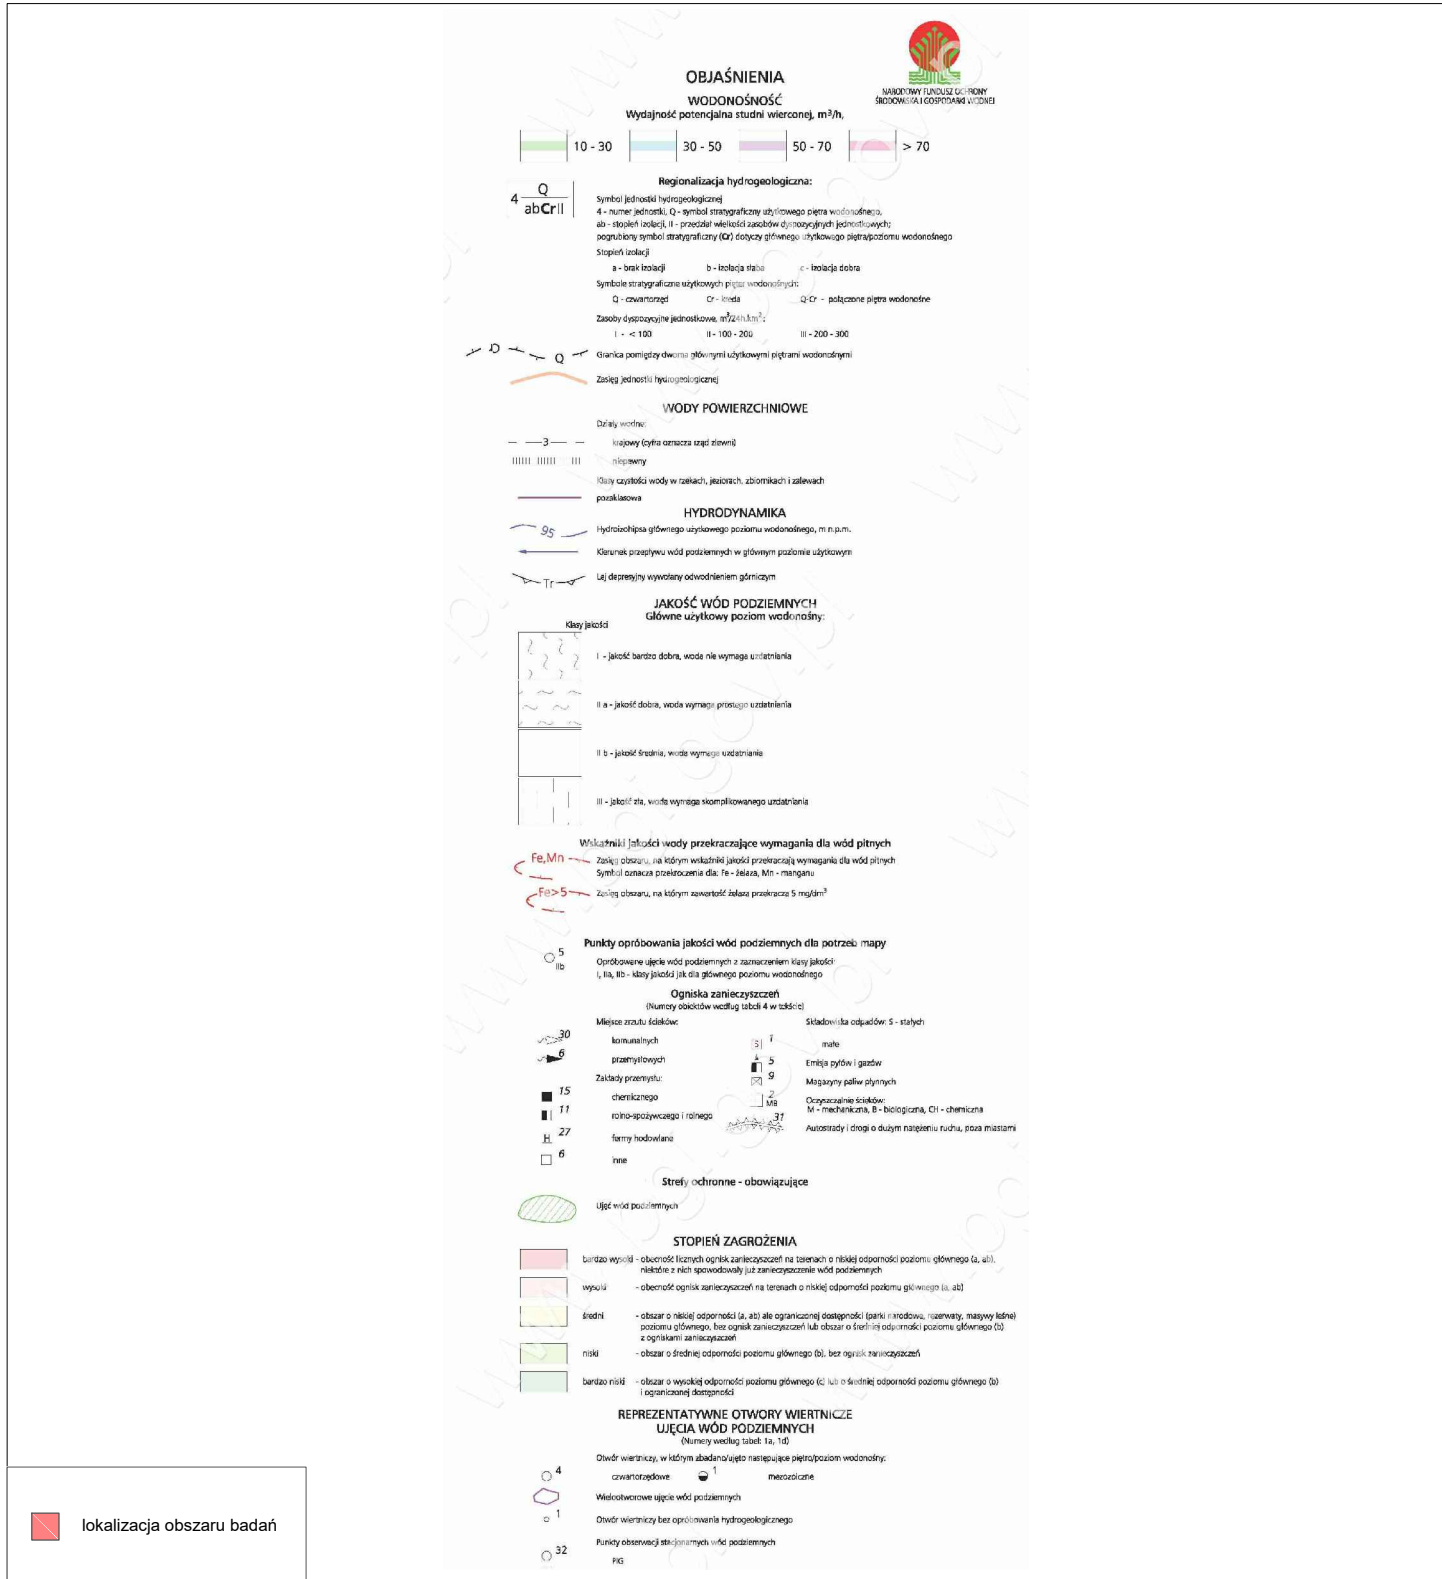 NARODOWY FUNDUSZ OCHRONY
ŚRODOWISKA I GOSPODARKI WODNEJ
OBJAŚNIENIA
WODONOŚNOŚĆ
Wydajność potencjalna studni wierconej, m³/h,
10 - 30
30 - 50
50 - 70
> 70
Regionalizacja hydrogeologiczna:
4 Q
abCrII
Symbol jednostki hydrogeologicznej
4 - numer jednostki, Q - symbol stratygraficzny użytkowego piętra wodonośnego,
ab - stopień izolacji, II - przedział wielkości zasobów dyspozycyjnych jednostkowych;
pogrubiony symbol stratygraficzny (Cr) dotyczy głównego użytkowego piętra/poziomu wodonośnego
Stopień izolacji
a - brak izolacji b - izolacja słaba c - izolacja dobra
Symbole stratygraficzne użytkowych pięter wodonośnych:
Q - czwartorzęd Cr - kreda Q-Cr - połączone piętra wodonośne
Zasoby dyspozycyjne jednostkowe, m³/24h.km²:
I - < 100 II - 100 - 200 III - 200 - 300
Q
Granica pomiędzy dwoma głównymi użytkowymi piętrami wodonośnymi
Zasięg jednostki hydrogeologicznej
WODY POWIERZCHNIOWE
Działy wodne:
3 krajowy (cyfra oznacza rząd zlewni)
niepewny
Klasy czystości wody w rzekach, jeziorach, zbiornikach i zalewach
pozaklasowa
HYDRODYNAMIKA
95 Hydroizohipsa głównego użytkowego poziomu wodonośnego, m n.p.m.
Kierunek przepływu wód podziemnych w głównym poziomie użytkowym
Tr Lej depresyjny wywołany odwodnieniem górniczym
JAKOŚĆ WÓD PODZIEMNYCH
Główne użytkowy poziom wodonośny:
Klasy jakości
I - jakość bardzo dobra, woda nie wymaga uzdatniania
II a - jakość dobra, woda wymaga prostego uzdatniania
II b - jakość średnia, woda wymaga uzdatniania
III - jakość zła, woda wymaga skomplikowanego uzdatniania
Wskaźniki jakości wody przekraczające wymagania dla wód pitnych
Fe,Mn Zasięg obszaru, na którym wskaźniki jakości przekraczają wymagania dla wód pitnych
Symbol oznacza przekroczenia dla: Fe - żelaza, Mn - manganu
Fe>5 Zasięg obszaru, na którym zawartość żelaza przekracza 5 mg/dm³
Punkty opróbowania jakości wód podziemnych dla potrzeb mapy
5
IIb
Opróbowane ujęcie wód podziemnych z zaznaczeniem klasy jakości:
I, IIa, IIb - klasy jakości jak dla głównego poziomu wodonośnego
Ogniska zanieczyszczeń
(Numery obiektów według tabeli 4 w tekście)
Miejsce zrzutu ścieków:
30 komunalnych
6 przemysłowych
Zakłady przemysłu:
15 chemicznego
11 rolno-spożywczego i rolnego
H 27 fermy hodowlane
6 inne
Składowiska odpadów: S - stałych
S 1 małe
5 Emisja pyłów i gazów
9 Magazyny paliw płynnych
2
MB
Oczyszczalnie ścieków:
M - mechaniczna, B - biologiczna, CH - chemiczna
31 Autostrady i drogi o dużym natężeniu ruchu, poza miastami
Strefy ochronne - obowiązujące
Ujęć wód podziemnych
STOPIEŃ ZAGROŻENIA
bardzo wysoki - obecność licznych ognisk zanieczyszczeń na terenach o niskiej odporności poziomu głównego (a, ab),
niektóre z nich spowodowały już zanieczyszczenie wód podziemnych
wysoki - obecność ognisk zanieczyszczeń na terenach o niskiej odporności poziomu głównego (a, ab)
średni - obszar o niskiej odporności (a, ab) ale ograniczonej dostępności (parki narodowe, rezerwaty, masywy leśne)
poziomu głównego, bez ognisk zanieczyszczeń lub obszar o średniej odporności poziomu głównego (b)
z ogniskami zanieczyszczeń
niski - obszar o średniej odporności poziomu głównego (b), bez ognisk zanieczyszczeń
bardzo niski - obszar o wysokiej odporności poziomu głównego (c) lub o średniej odporności poziomu głównego (b)
i ograniczonej dostępności
REPREZENTATYWNE OTWORY WIERTNICZE
UJĘCIA WÓD PODZIEMNYCH
(Numery według tabel: 1a, 1d)
Otwór wiertniczy, w którym zbadano/ujęto następujące piętro/poziom wodonośny:
4 czwartorzędowe 1 mezozoiczne
Wielootworowe ujęcie wód podziemnych
1 Otwór wiertniczy bez opróbowania hydrogeologicznego
Punkty obserwacji stacjonarnych wód podziemnych
32 PIG
lokalizacja obszaru badań